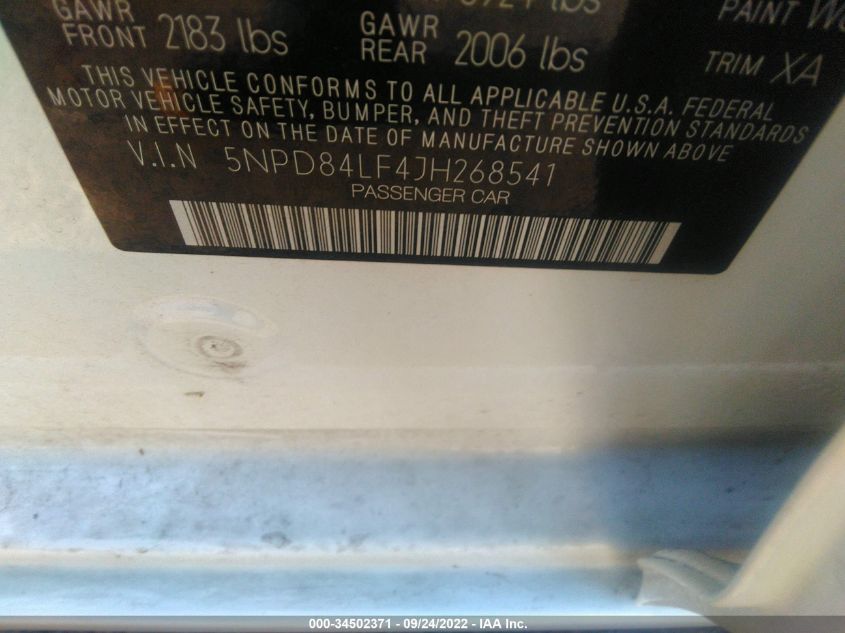 GAWR
FRONT 2183 lbs
GAWR
REAR 2006 lbs
PAINT
TRIM XA
THIS VEHICLE CONFORMS TO ALL APPLICABLE U.S.A. FEDERAL
MOTOR VEHICLE SAFETY, BUMPER, AND THEFT PREVENTION STANDARDS
IN EFFECT ON THE DATE OF MANUFACTURE SHOWN ABOVE
V.I.N 5NPD84LF4JH268541
PASSENGER CAR
000-34502371 - 09/24/2022 - IAA Inc.